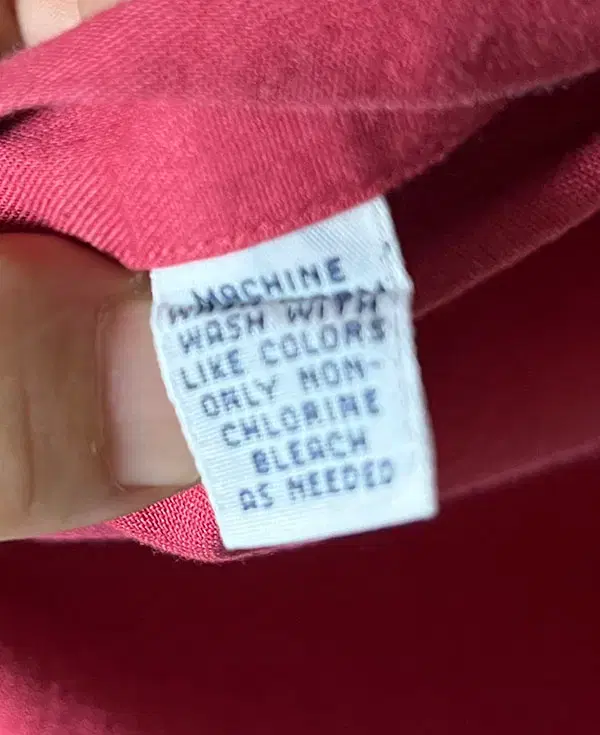 MACHINE
WASH WITH
LIKE COLORS
ONLY NON-
CHLORINE
BLEACH
AS NEEDED